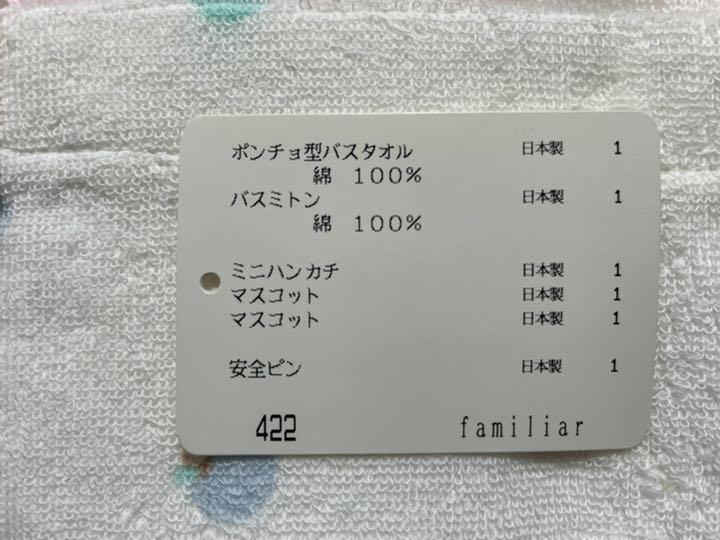 ポンチョ型バスタオル 日本製 1
綿 100%
バスミトン 日本製 1
綿 100%
ミニハンカチ 日本製 1
マスコット 日本製 1
マスコット 日本製 1
安全ピン 日本製 1
422 familiar